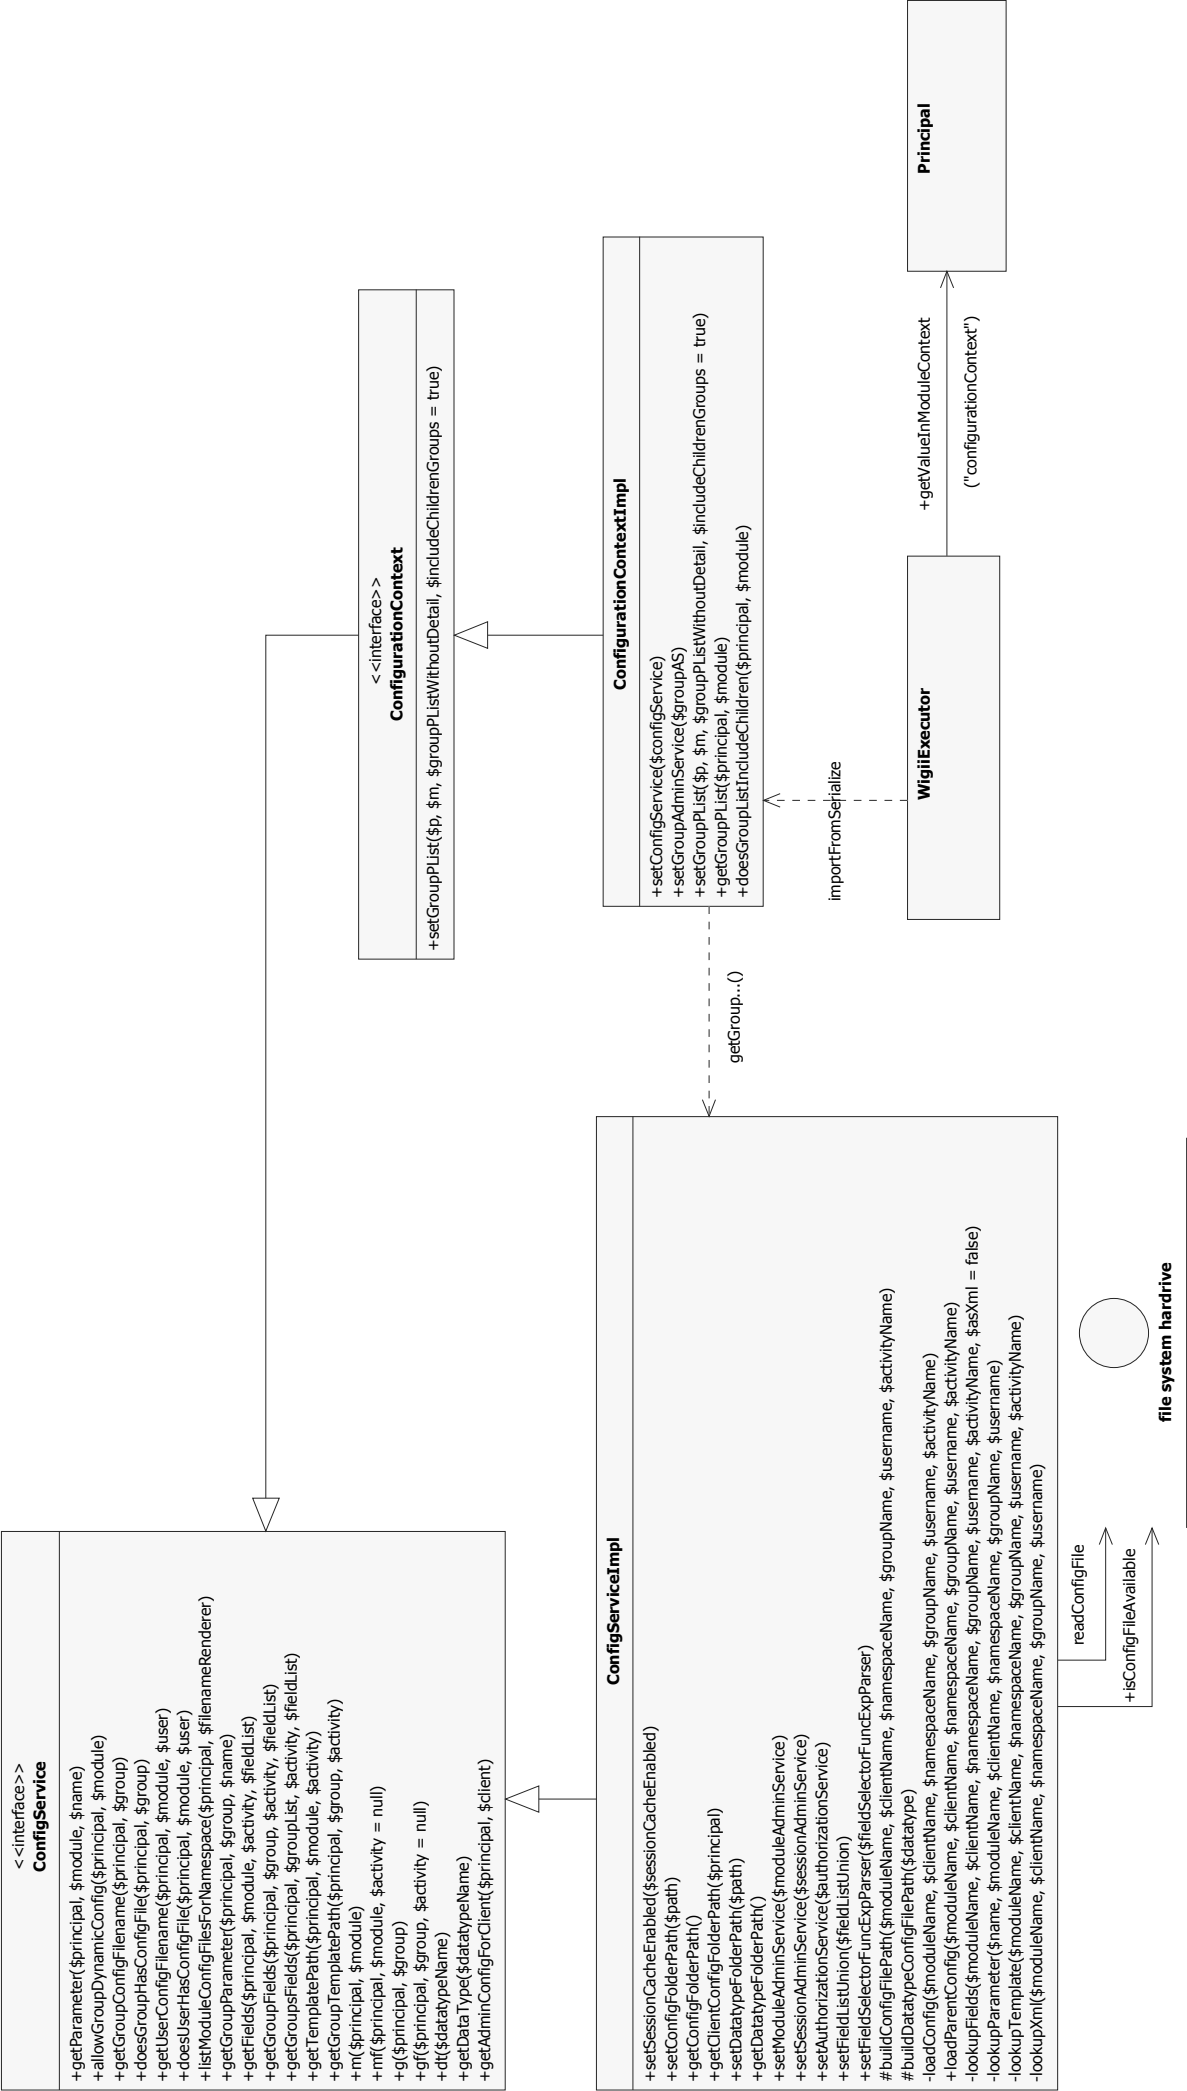 <<interface>>
ConfigService
+getParameter($principal, $module, $name)
+allowGroupDynamicConfig($principal, $module)
+getGroupConfigFilename($principal, $group)
+doesGroupHasConfigFile($principal, $group)
+getUserConfigFilename($principal, $module, $user)
+doesUserHasConfigFile($principal, $module, $user)
+listModuleConfigFilesForNamespace($principal, $filenameRenderer)
+getGroupParameter($principal, $group, $name)
+getFields($principal, $module, $activity, $fieldList)
+getGroupFields($principal, $group, $activity, $fieldList)
+getGroupsFields($principal, $groupList, $activity, $fieldList)
+getTemplatePath($principal, $module, $activity)
+getGroupTemplatePath($principal, $group, $activity)
+m($principal, $module)
+mf($principal, $module, $activity = null)
+g($principal, $group)
+gf($principal, $group, $activity = null)
+dt($datatypeName)
+getDataType($datatypeName)
+getAdminConfigForClient($principal, $client)
<<interface>>
ConfigurationContext
+setGroupPList($p, $m, $groupPListWithoutDetail, $includeChildrenGroups = true)
ConfigServiceImpl
+setSessionCacheEnabled($sessionCacheEnabled)
+setConfigFolderPath($path)
+getConfigFolderPath()
+getClientConfigFolderPath($principal)
+setDatatypeFolderPath($path)
+getDatatypeFolderPath()
+setModuleAdminService($moduleAdminService)
+setSessionAdminService($sessionAdminService)
+setAuthorizationService($authorizationService)
+setFieldListUnion($fieldListUnion)
+setFieldSelectorFuncExpParser($fieldSelectorFuncExpParser)
#buildConfigFilePath($moduleName, $clientName, $namespaceName, $groupName, $username, $activityName)
#buildDatatypeConfigFilePath($datatype)
-loadConfig($moduleName, $clientName, $namespaceName, $groupName, $username, $activityName)
+loadParentConfig($moduleName, $clientName, $namespaceName, $groupName, $username, $activityName)
-lookupFields($moduleName, $clientName, $namespaceName, $groupName, $username, $activityName, $asXml = false)
-lookupParameter($name, $moduleName, $clientName, $namespaceName, $groupName, $username)
-lookupTemplate($moduleName, $clientName, $namespaceName, $groupName, $username, $activityName)
-lookupXml($moduleName, $clientName, $namespaceName, $groupName, $username)
getGroup...()
ConfigurationContextImpl
+setConfigService($configService)
+setGroupAdminService($groupAS)
+setGroupPList($p, $m, $groupPListWithoutDetail, $includeChildrenGroups = true)
+getGroupPList($principal, $module)
+doesGroupListIncludeChildren($principal, $module)
importFromSerialize
WigiiExecutor
+getValueInModuleContext
("configurationContext")
Principal
readConfigFile
+isConfigFileAvailable
file system hardrive